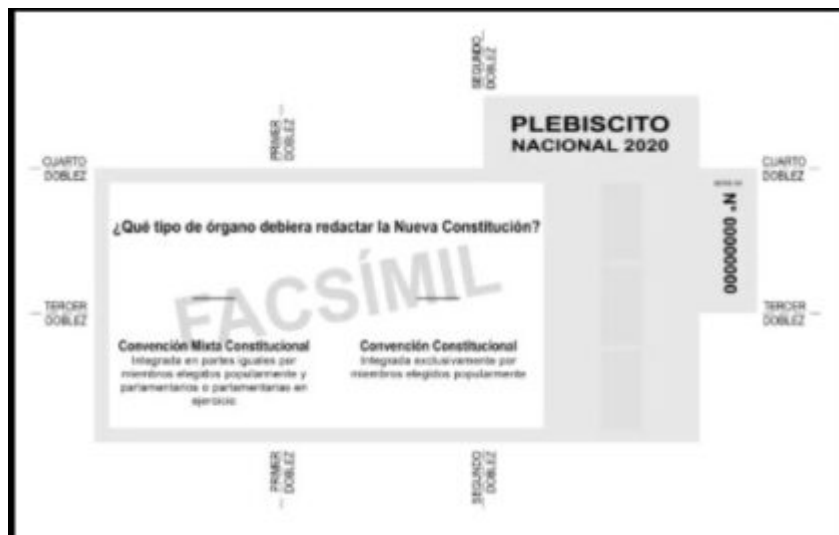 SEGUNDO
DOBLEZ
PRIMER
DOBLEZ
PLEBISCITO
NACIONAL 2020
CUARTO
DOBLEZ
CUARTO
DOBLEZ
N° 00000000
¿Qué tipo de órgano debiera redactar la Nueva Constitución?
FACSÍMIL
TERCER
DOBLEZ
TERCER
DOBLEZ
Convención Mixta Constitucional
Integrada en partes iguales por
miembros elegidos popularmente y
parlamentarios o parlamentarias en
ejercicio
Convención Constitucional
Integrada exclusivamente por
miembros elegidos popularmente
PRIMER
DOBLEZ
SEGUNDO
DOBLEZ